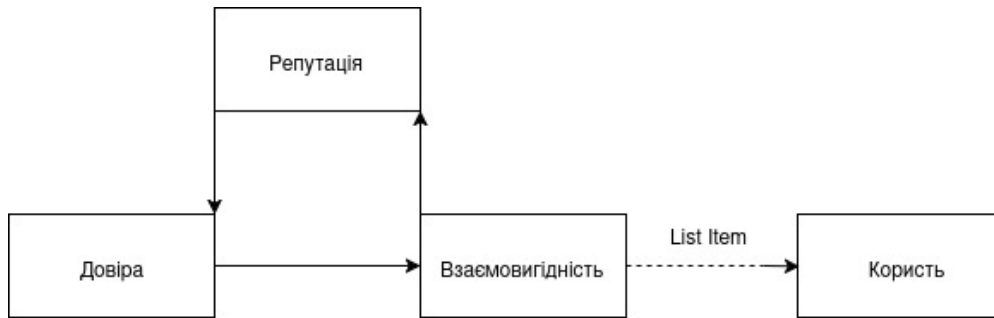 Репутація
List Item
Довіра
Взаємовигідність
Користь